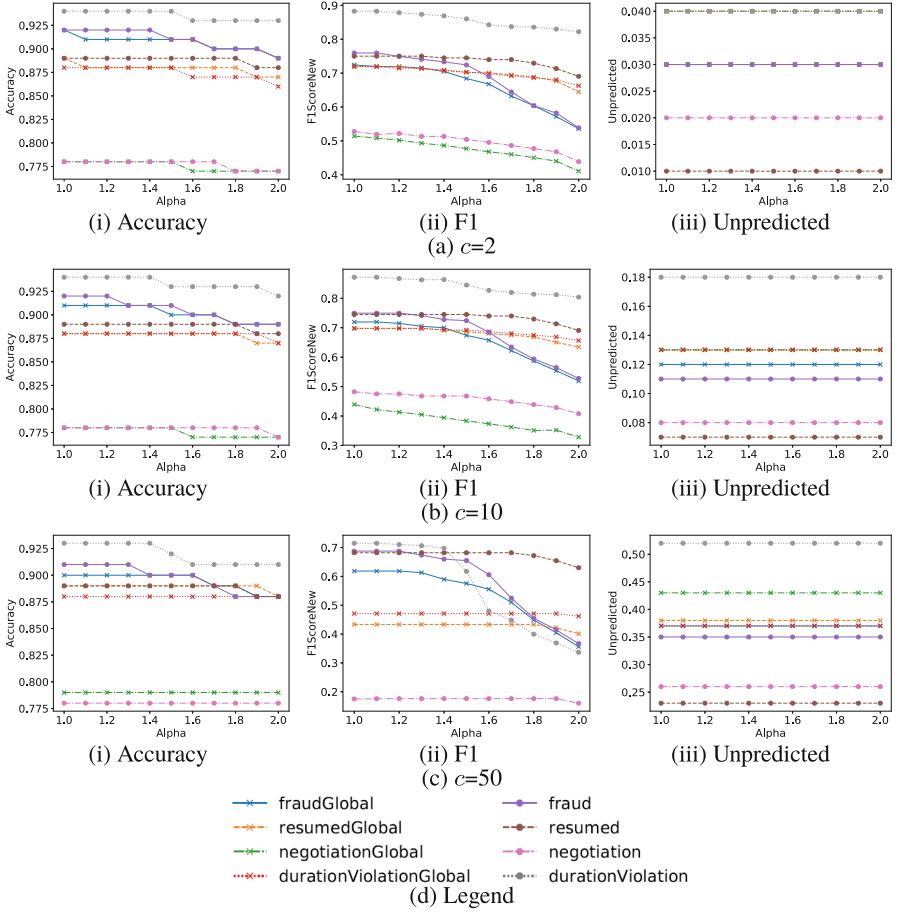 0.925
0.900
0.875
0.850
0.825
0.800
0.775
Accuracy
1.0 1.2 1.4 1.6 1.8 2.0
Alpha
(i) Accuracy
0.9
0.8
0.7
0.6
0.5
0.4
F1ScoreNew
1.0 1.2 1.4 1.6 1.8 2.0
Alpha
(ii) F1
0.040
0.035
0.030
0.025
0.020
0.015
0.010
Unpredicted
1.0 1.2 1.4 1.6 1.8 2.0
Alpha
(iii) Unpredicted
(a) c=2
0.925
0.900
0.875
0.850
0.825
0.800
0.775
Accuracy
1.0 1.2 1.4 1.6 1.8 2.0
Alpha
(i) Accuracy
0.8
0.7
0.6
0.5
0.4
0.3
F1ScoreNew
1.0 1.2 1.4 1.6 1.8 2.0
Alpha
(ii) F1
0.18
0.16
0.14
0.12
0.10
0.08
Unpredicted
1.0 1.2 1.4 1.6 1.8 2.0
Alpha
(iii) Unpredicted
(b) c=10
0.925
0.900
0.875
0.850
0.825
0.800
0.775
Accuracy
1.0 1.2 1.4 1.6 1.8 2.0
Alpha
(i) Accuracy
0.7
0.6
0.5
0.4
0.3
0.2
F1ScoreNew
1.0 1.2 1.4 1.6 1.8 2.0
Alpha
(ii) F1
0.50
0.45
0.40
0.35
0.30
0.25
Unpredicted
1.0 1.2 1.4 1.6 1.8 2.0
Alpha
(iii) Unpredicted
(c) c=50
fraudGlobal
resumedGlobal
negotiationGlobal
durationViolationGlobal
fraud
resumed
negotiation
durationViolation
(d) Legend